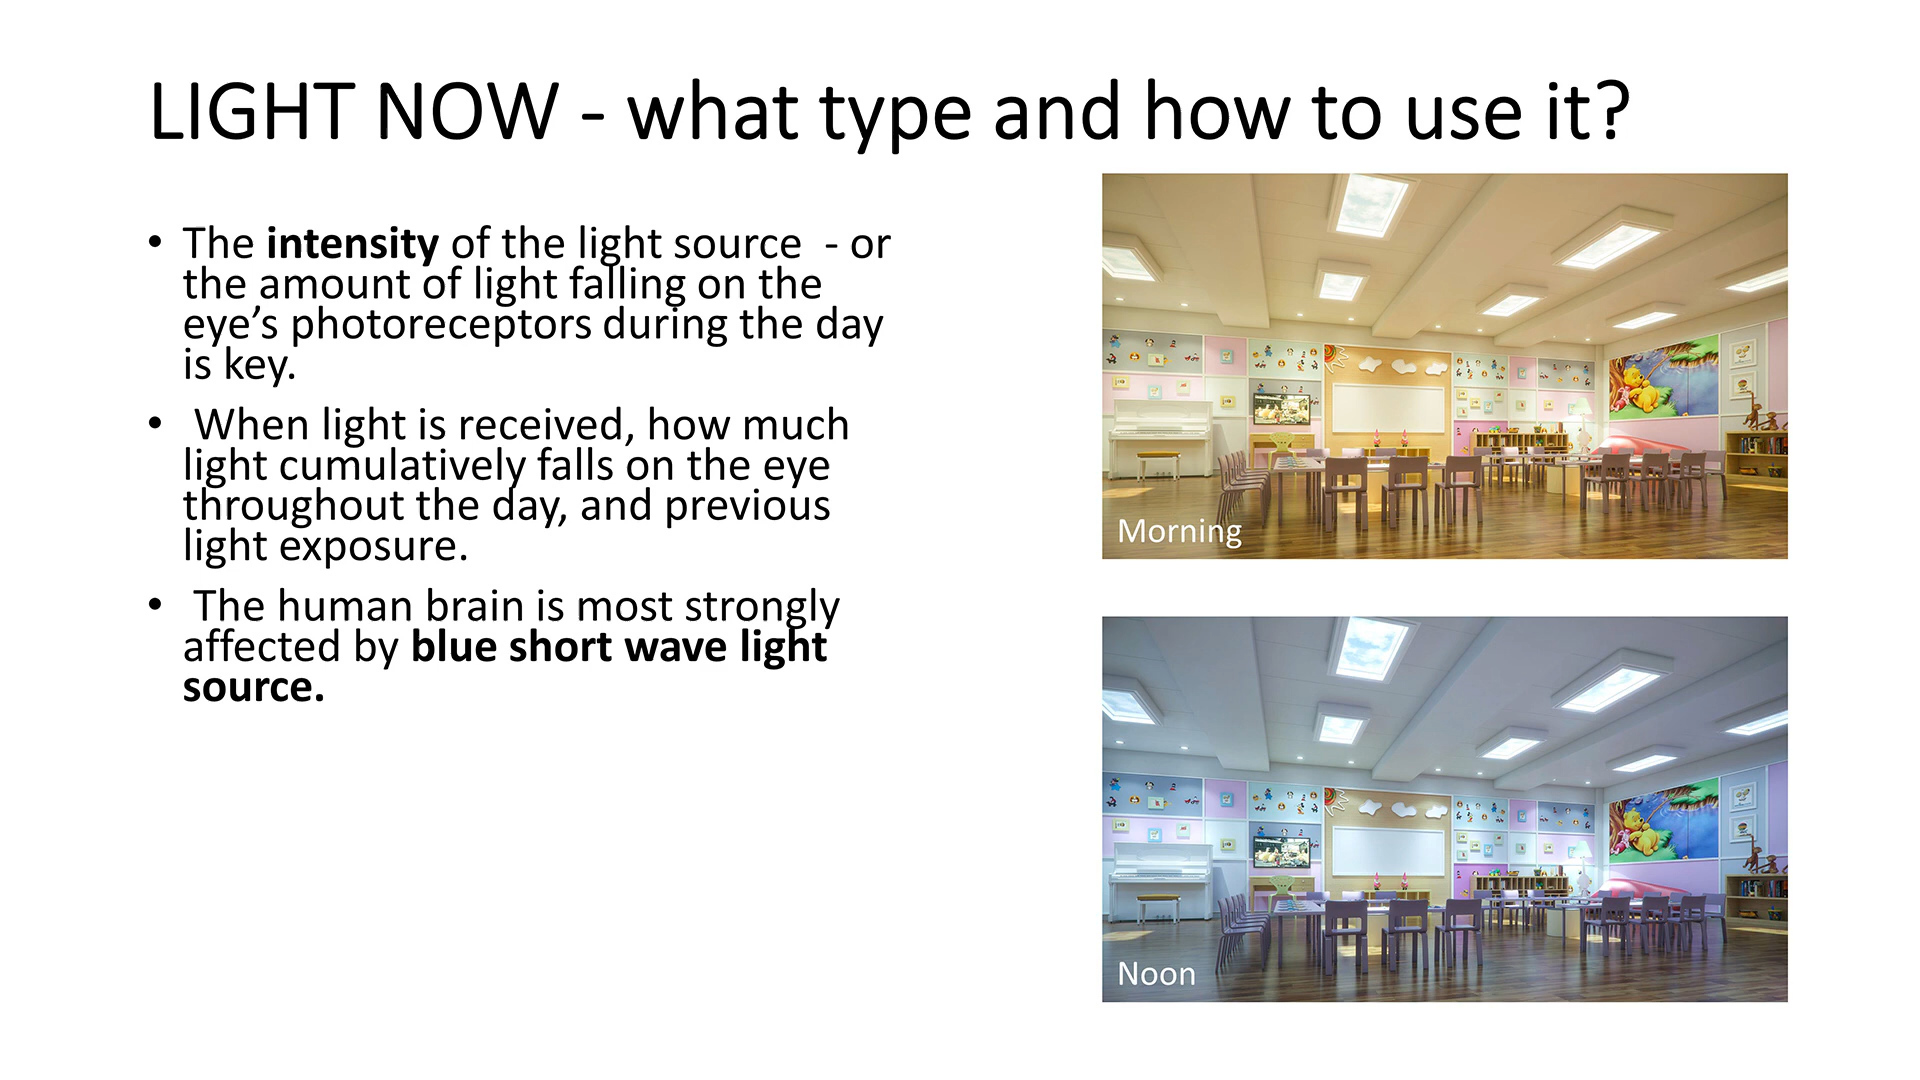 LIGHT NOW - what type and how to use it?
• The intensity of the light source  - or
the amount of light falling on the
eye’s photoreceptors during the day
is key.
•  When light is received, how much
light cumulatively falls on the eye
throughout the day, and previous
light exposure.
•  The human brain is most strongly
affected by blue short wave light
source.
Morning
Noon